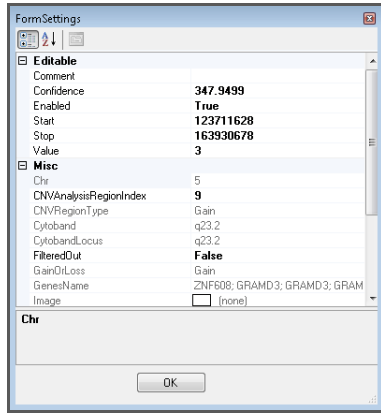 FormSettings
Editable
Comment
Confidence 347.9499
Enabled True
Start 123711628
Stop 163930678
Value 3
Misc
Chr 5
CNVAnalysisRegionIndex 9
CNVRegionType Gain
Cytoband q23.2
CytobandLocus q23.2
FilteredOut False
GainOrLoss Gain
GenesName ZNF608; GRAMD3; GRAMD3; GRAM
Image (none)
Chr
OK